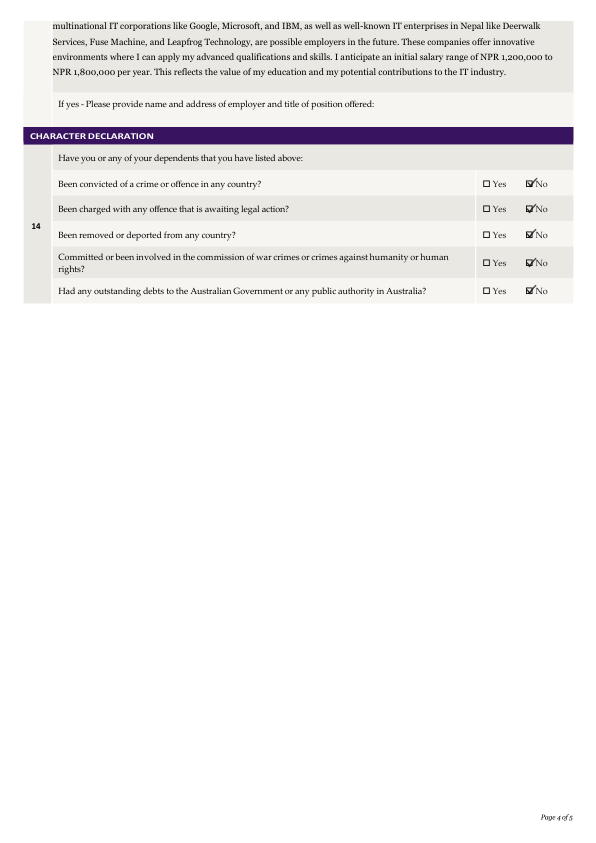 multinational IT corporations like Google, Microsoft, and IBM, as well as well-known IT enterprises in Nepal like Deerwalk
Services, Fuse Machine, and Leapfrog Technology, are possible employers in the future. These companies offer innovative
environments where I can apply my advanced qualifications and skills. I anticipate an initial salary range of NPR 1,200,000 to
NPR 1,800,000 per year. This reflects the value of my education and my potential contributions to the IT industry.
If yes - Please provide name and address of employer and title of position offered:
CHARACTER DECLARATION
14
Have you or any of your dependents that you have listed above:
Been convicted of a crime or offence in any country? ☐ Yes ☑ No
Been charged with any offence that is awaiting legal action? ☐ Yes ☑ No
Been removed or deported from any country? ☐ Yes ☑ No
Committed or been involved in the commission of war crimes or crimes against humanity or human
rights? ☐ Yes ☑ No
Had any outstanding debts to the Australian Government or any public authority in Australia? ☐ Yes ☑ No
Page 4 of 5